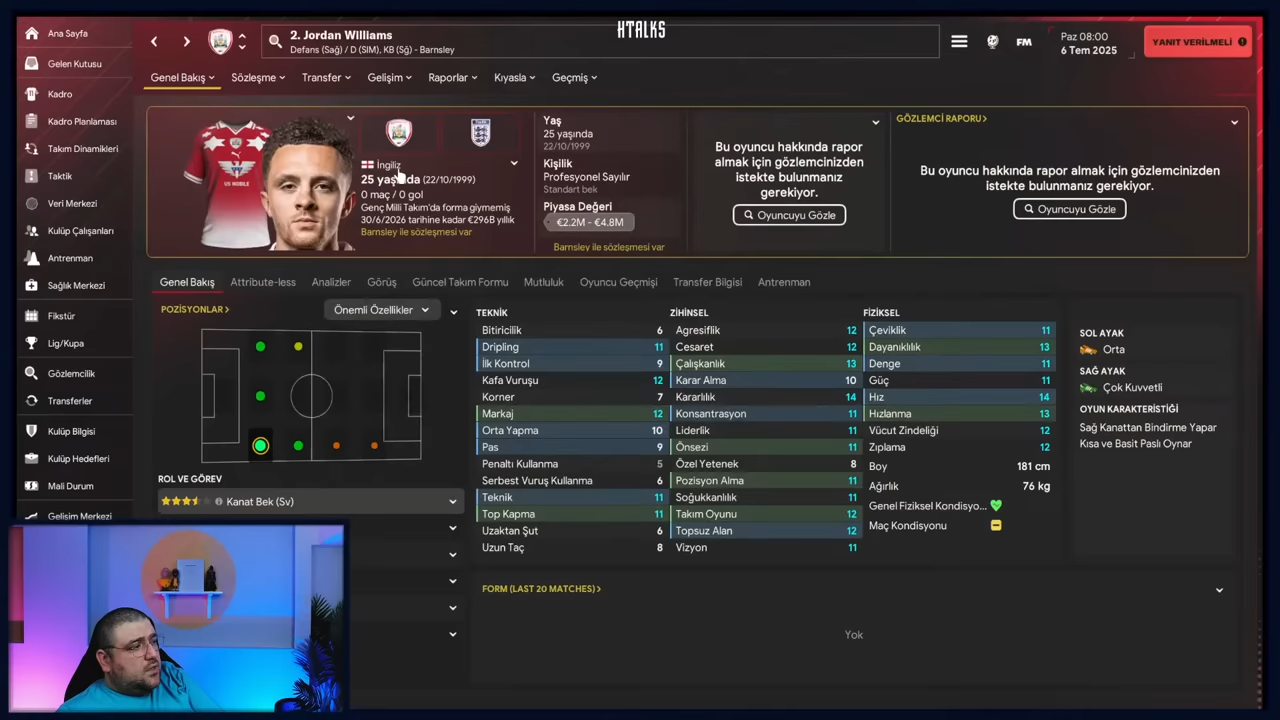 HTALKS
Ana Sayfa
Gelen Kutusu
Kadro
Kadro Planlaması
Takım Dinamikleri
Taktik
Veri Merkezi
Kulüp Çalışanları
Antrenman
Sağlık Merkezi
Fikstür
Lig/Kupa
Gözlemcilik
Transferler
Kulüp Bilgisi
Kulüp Hedefleri
Mali Durum
Gelişim Merkezi
2. Jordan Williams
Defans (Sağ) / D (SIM), KB (Sğ) - Barnsley
FM
Paz 08:00
6 Tem 2025
YANIT VERİLMELİ
Genel Bakış
Sözleşme
Transfer
Gelişim
Raporlar
Kıyasla
Geçmiş
US MOBILE
İngiliz
25 yaşında (22/10/1999)
0 maç / 0 gol
Genç Milli Takım'da forma giymemiş
30/6/2026 tarihine kadar €296B yıllık
Barnsley ile sözleşmesi var
Yaş
25 yaşında
22/10/1999
Kişilik
Profesyonel Sayılır
Standart bek
Piyasa Değeri
€2.2M - €4.8M
Barnsley ile sözleşmesi var
Bu oyuncu hakkında rapor
almak için gözlemcinizden
istekte bulunmanız
gerekiyor.
Oyuncuyu Gözle
GÖZLEMCİ RAPORU>
Bu oyuncu hakkında rapor almak için gözlemcinizden
istekte bulunmanız gerekiyor.
Oyuncuyu Gözle
Genel Bakış
Attribute-less
Analizler
Görüş
Güncel Takım Formu
Mutluluk
Oyuncu Geçmişi
Transfer Bilgisi
Antrenman
POZİSYONLAR>
Önemli Özellikler
ROL VE GÖREV
Kanat Bek (Sv)
TEKNİK
Bitiricilik 6
Dripling 11
İlk Kontrol 9
Kafa Vuruşu 12
Korner 7
Markaj 12
Orta Yapma 10
Pas 9
Penaltı Kullanma 5
Serbest Vuruş Kullanma 6
Teknik 11
Top Kapma 11
Uzaktan Şut 6
Uzun Taç 8
ZİHİNSEL
Agresiflik 12
Cesaret 12
Çalışkanlık 13
Karar Alma 10
Kararlılık 14
Konsantrasyon 11
Liderlik 11
Önsezi 11
Özel Yetenek 8
Pozisyon Alma 11
Soğukkanlılık 11
Takım Oyunu 12
Topsuz Alan 12
Vizyon 11
FİZİKSEL
Çeviklik 11
Dayanıklılık 13
Denge 11
Güç 11
Hız 14
Hızlanma 13
Vücut Zindeliği 12
Zıplama 12
Boy 181 cm
Ağırlık 76 kg
Genel Fiziksel Kondisyo...
Maç Kondisyonu
SOL AYAK
Orta
SAĞ AYAK
Çok Kuvvetli
OYUN KARAKTERİSTİĞİ
Sağ Kanattan Bindirme Yapar
Kısa ve Basit Paslı Oynar
FORM (LAST 20 MATCHES)>
Yok